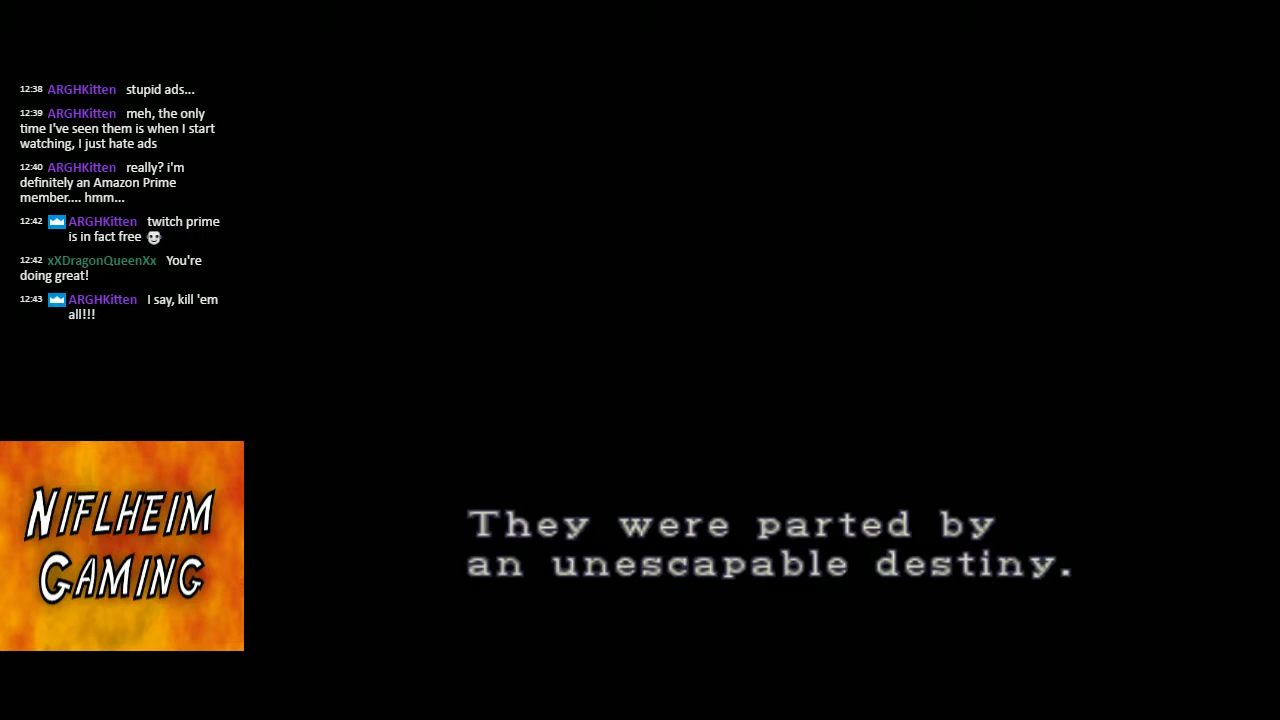 12:38 ARGHKitten stupid ads...
12:39 ARGHKitten meh, the only
time I've seen them is when I start
watching, I just hate ads
12:40 ARGHKitten really? i'm
definitely an Amazon Prime
member.... hmm...
12:42 ARGHKitten twitch prime
is in fact free
12:42 xXDragonQueenXx You're
doing great!
12:43 ARGHKitten I say, kill 'em
all!!!
NIFLHEIM
GAMING
They were parted by
an unescapable destiny.